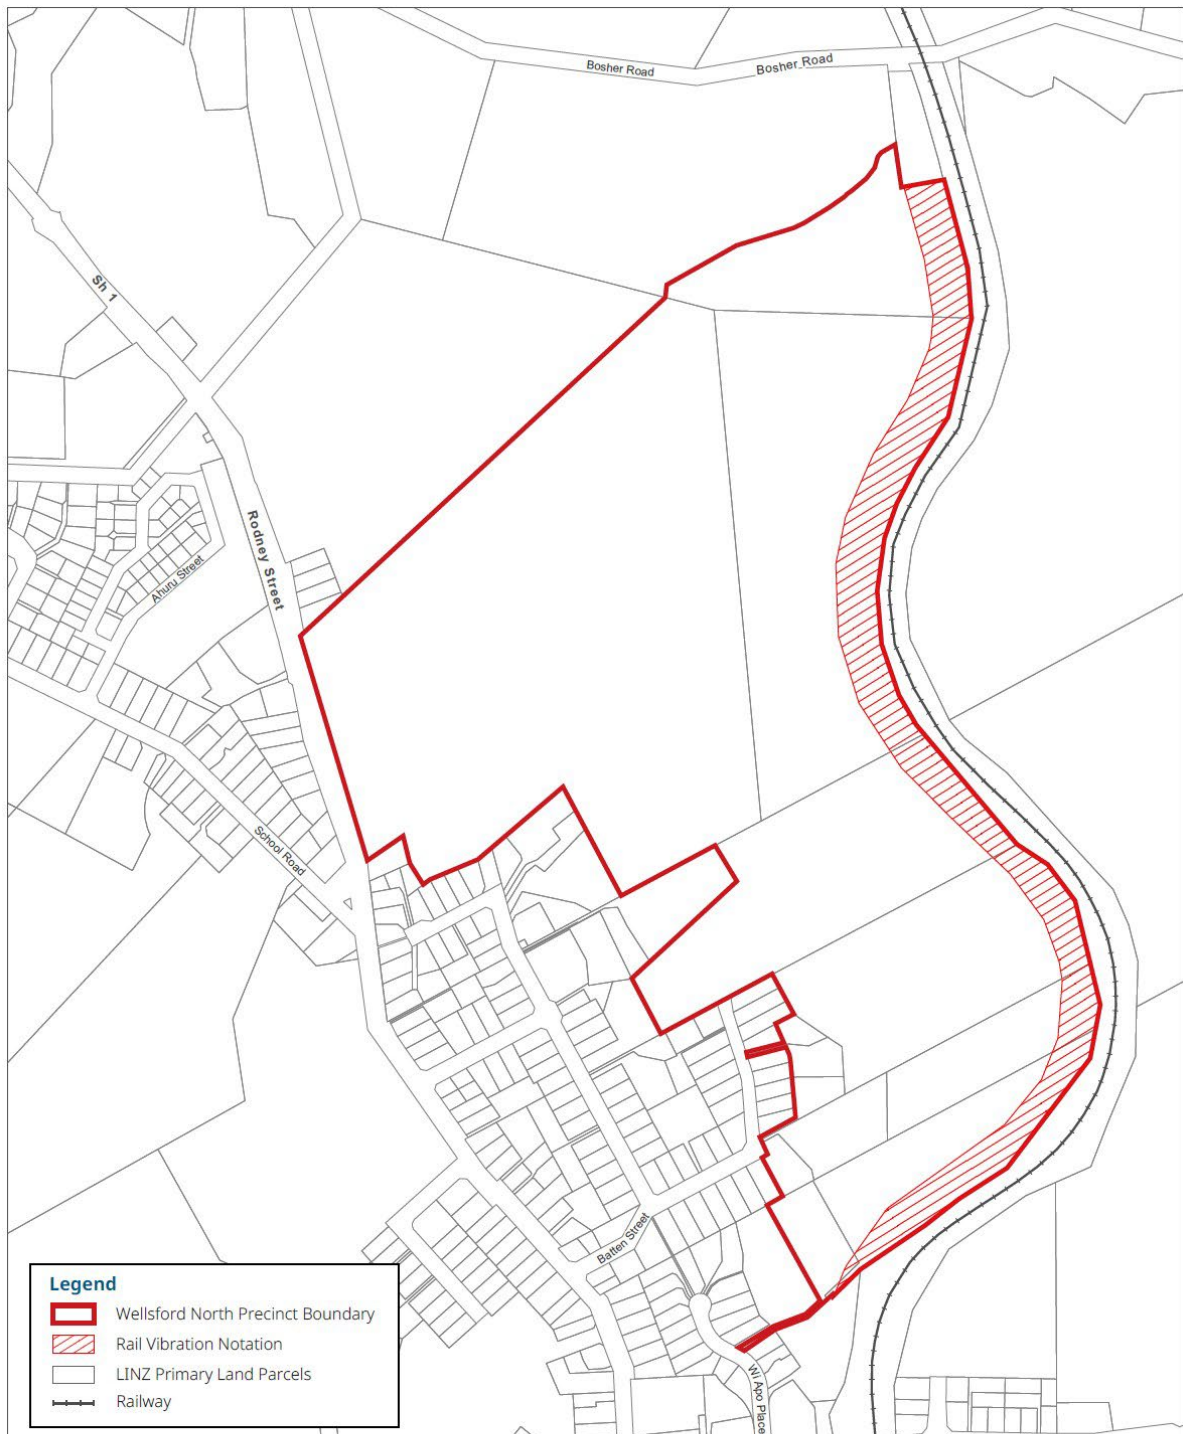 Bosher Road
Bosher Road
Sh 1
Rodney Street
Ahuru Street
School Road
Batten Street
Wi Apo Place
Legend
Wellsford North Precinct Boundary
Rail Vibration Notation
LINZ Primary Land Parcels
Railway